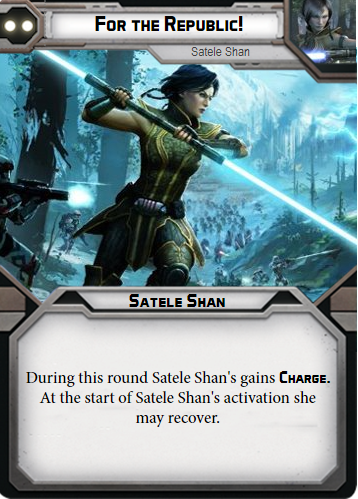 For the Republic!
Satele Shan
Satele Shan
During this round Satele Shan's gains Charge.
At the start of Satele Shan's activation she
may recover.